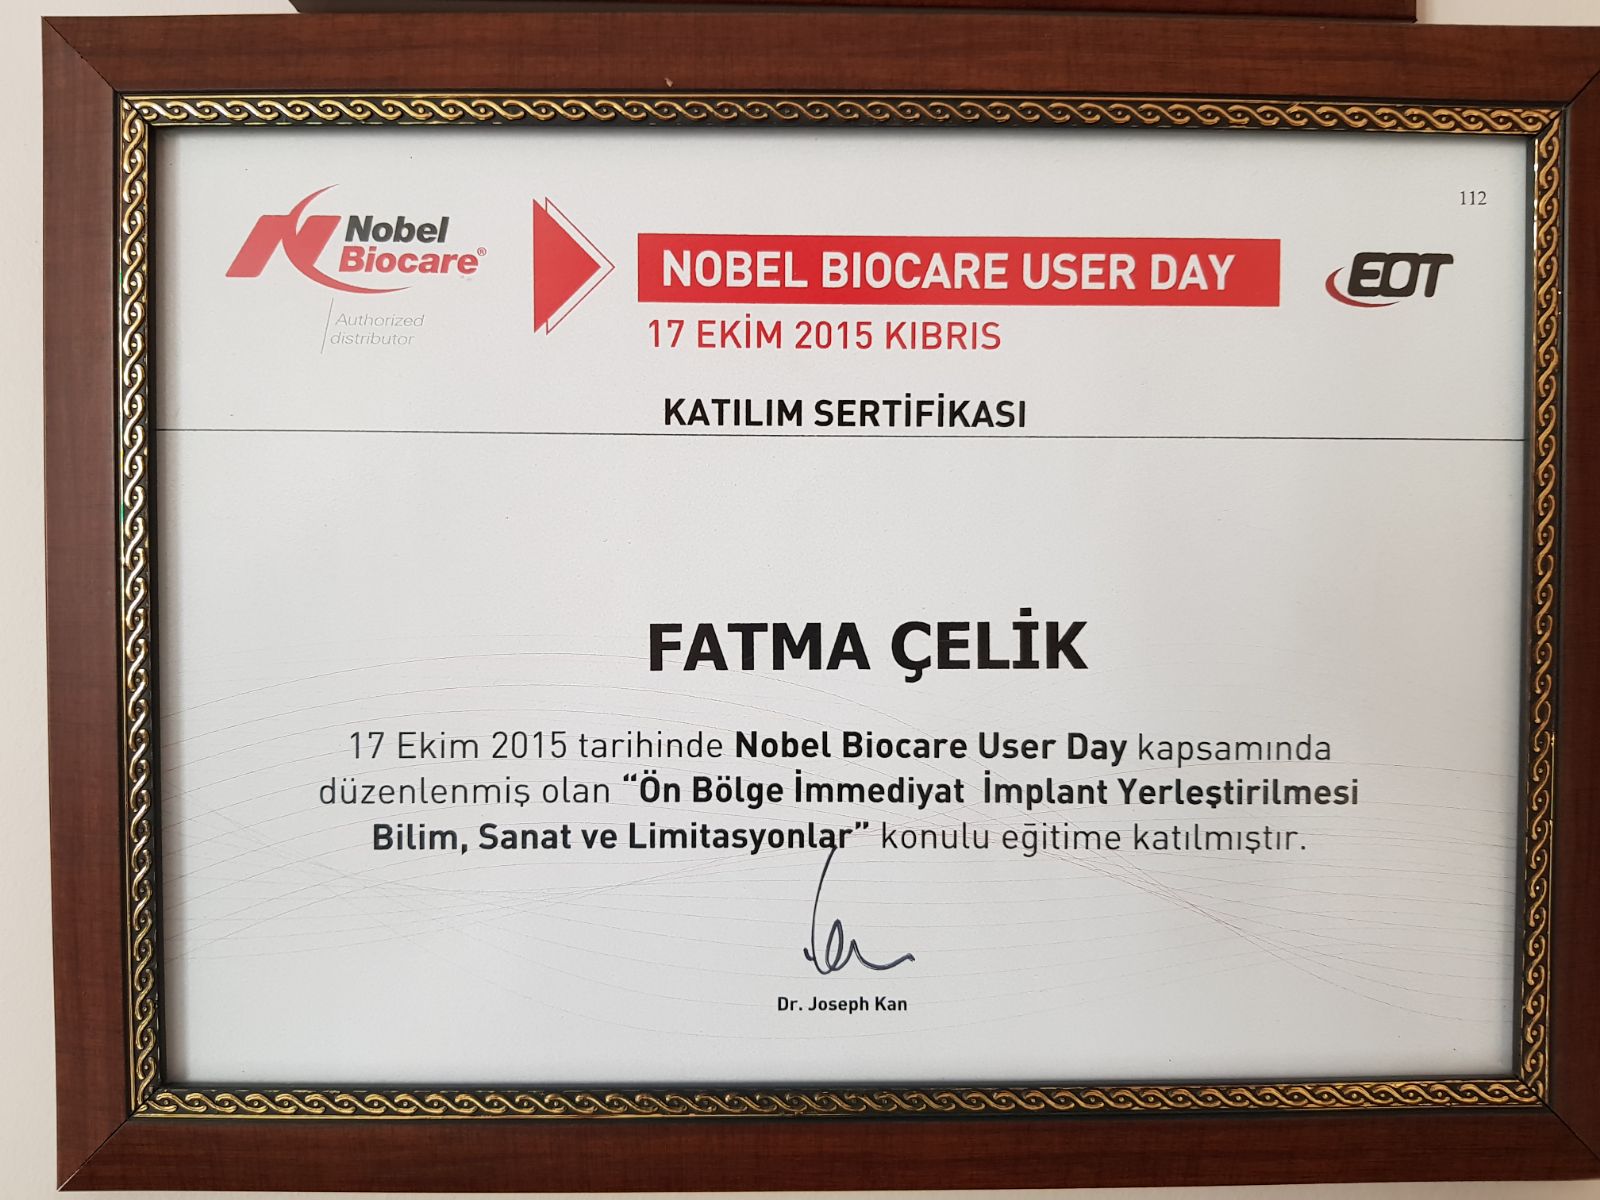 112
Nobel
Biocare®
Authorized
distributor
NOBEL BIOCARE USER DAY
EOT
17 EKİM 2015 KIBRIS
KATILIM SERTİFİKASI
FATMA ÇELİK
17 Ekim 2015 tarihinde Nobel Biocare User Day kapsamında
düzenlenmiş olan “Ön Bölge İmmediyat İmplant Yerleştirilmesi
Bilim, Sanat ve Limitasyonlar” konulu eğitime katılmıştır.
Dr. Joseph Kan